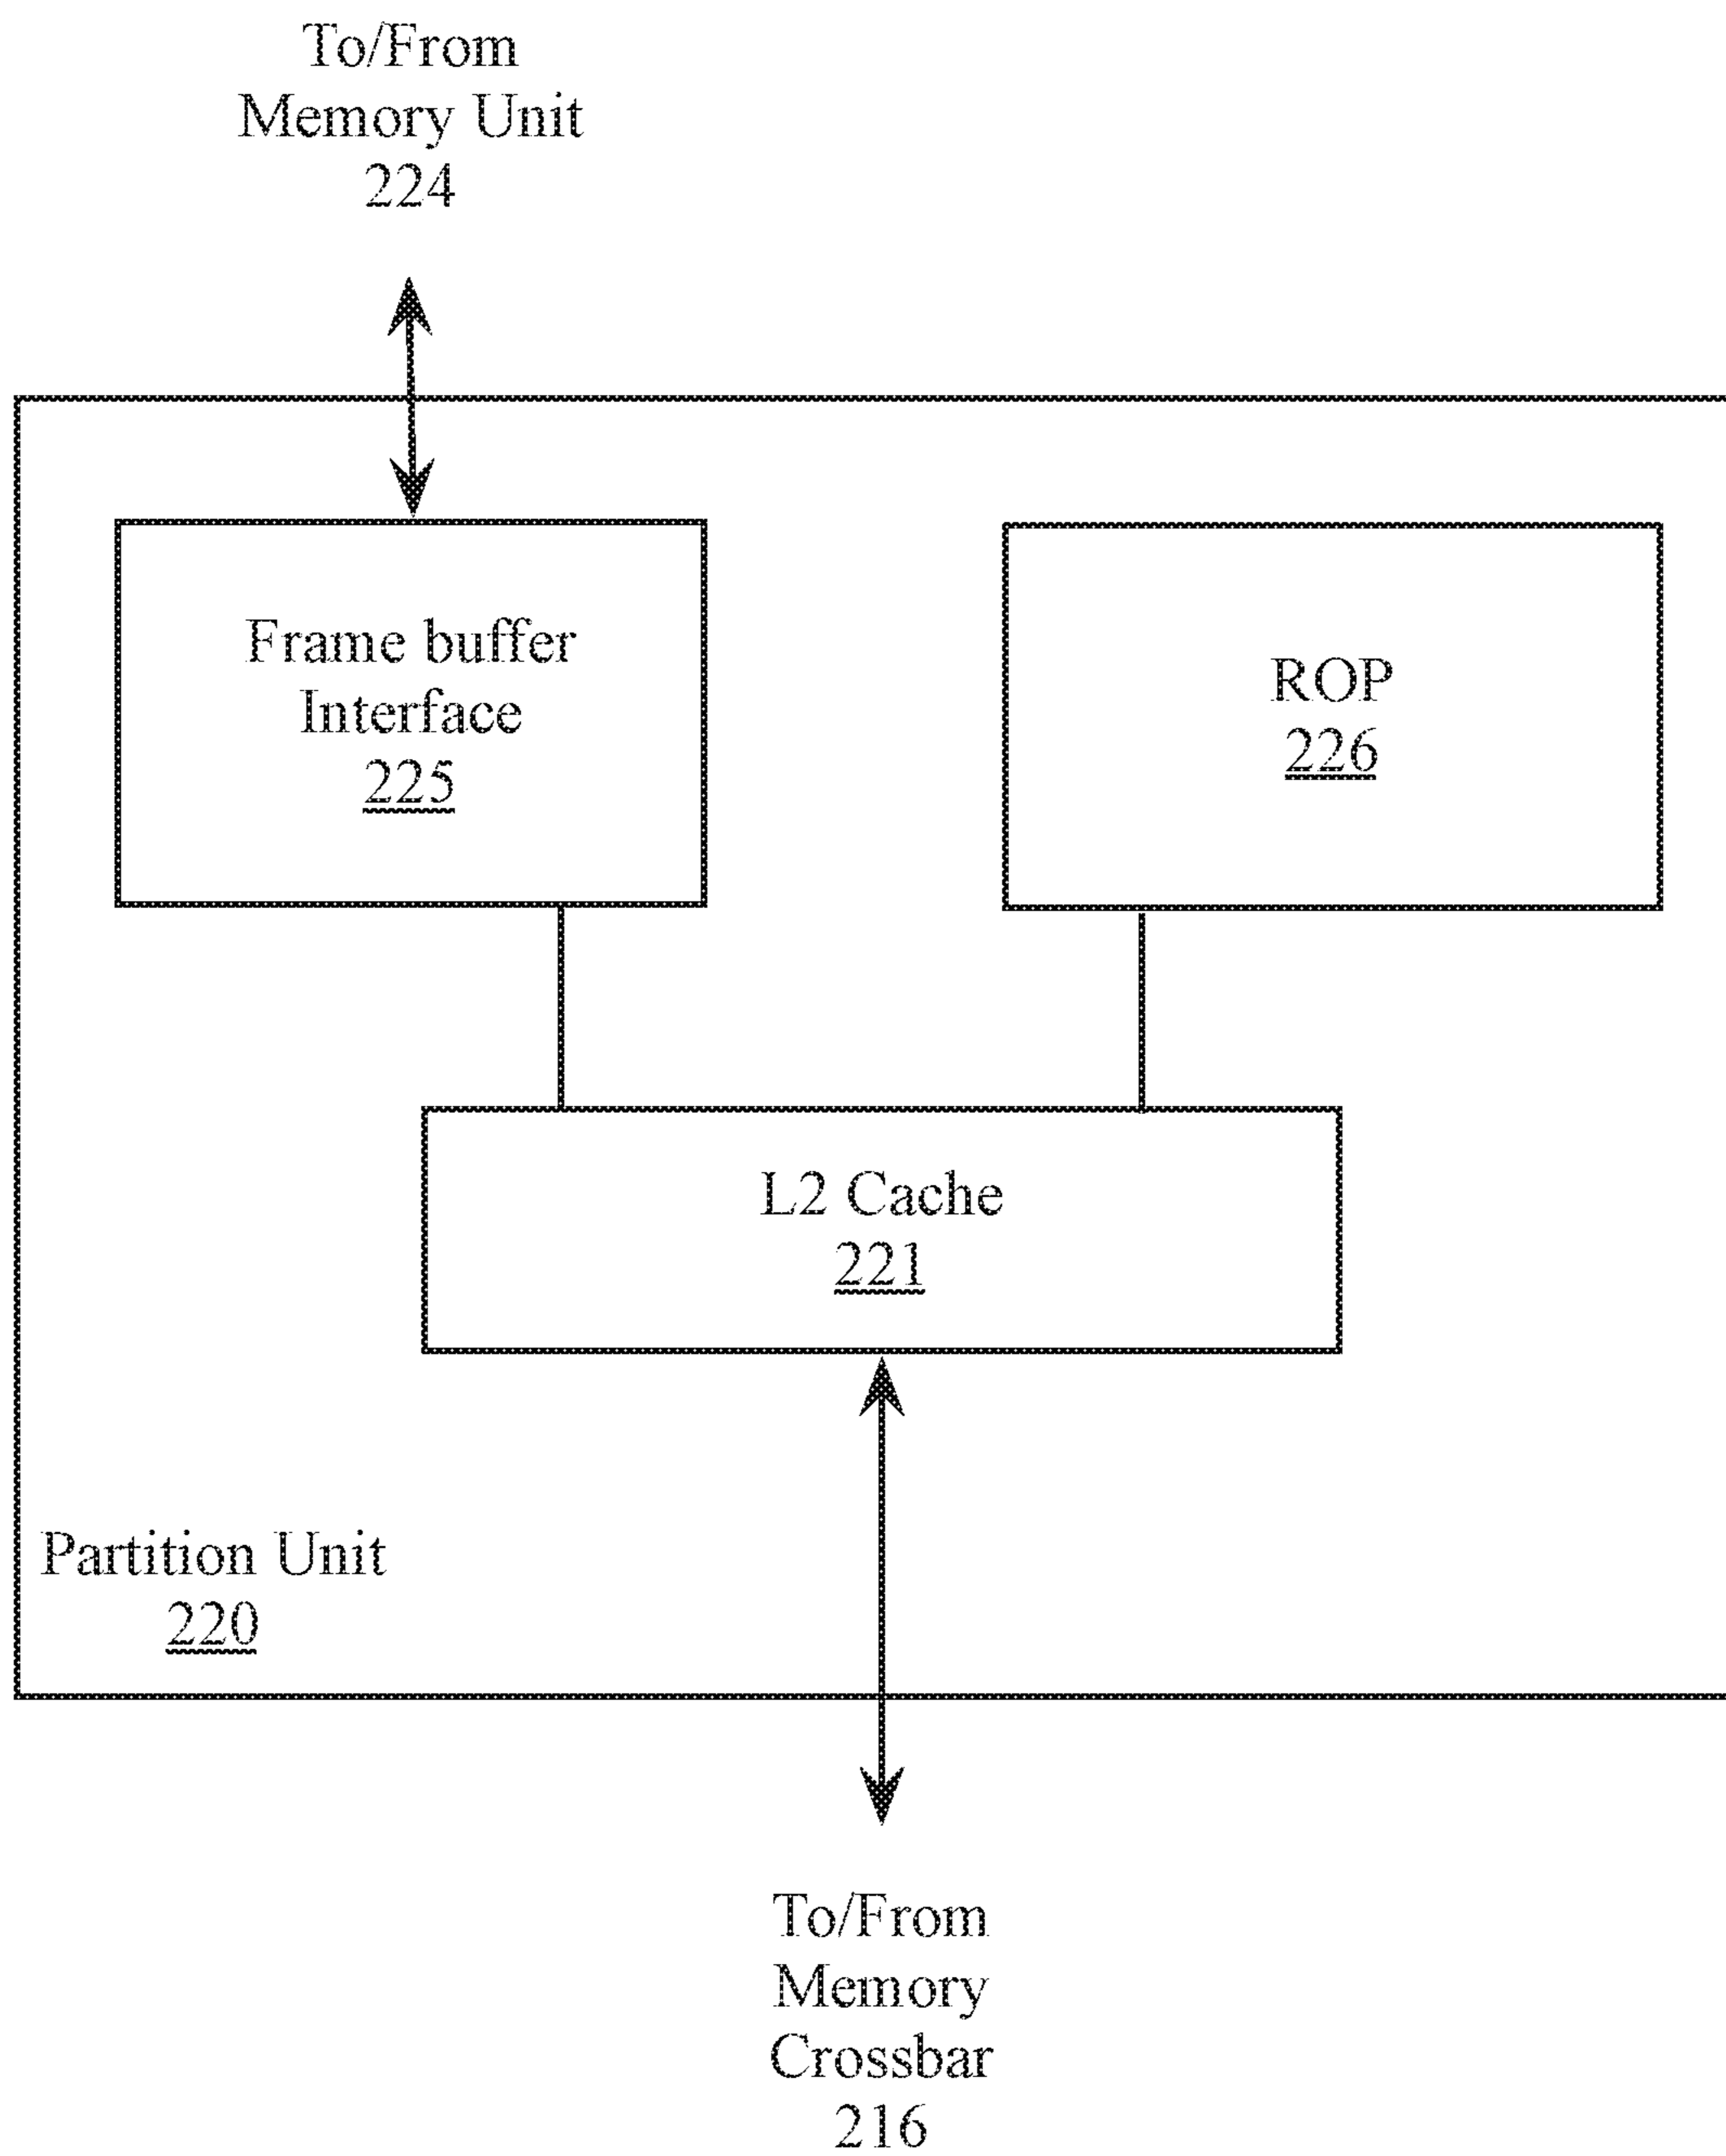 To/From
Memory Unit
224
Frame buffer
Interface
225
ROP
226
L2 Cache
221
Partition Unit
220
To/From
Memory
Crossbar
216